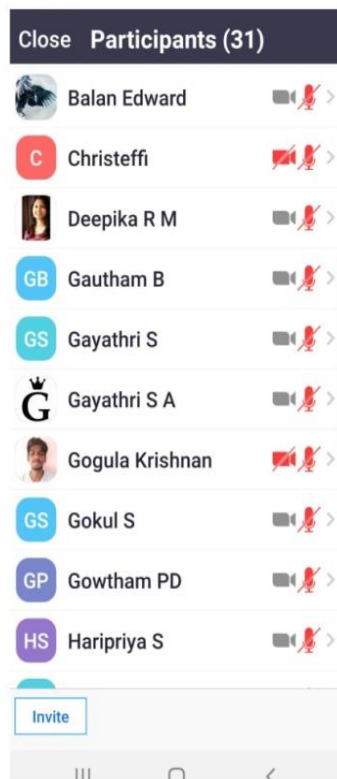 Close Participants (31)
Balan Edward
C Christeffi
Deepika R M
GB Gautham B
GS Gayathri S
G Gayathri S A
Gogula Krishnan
GS Gokul S
GP Gowtham PD
HS Haripriya S
Invite